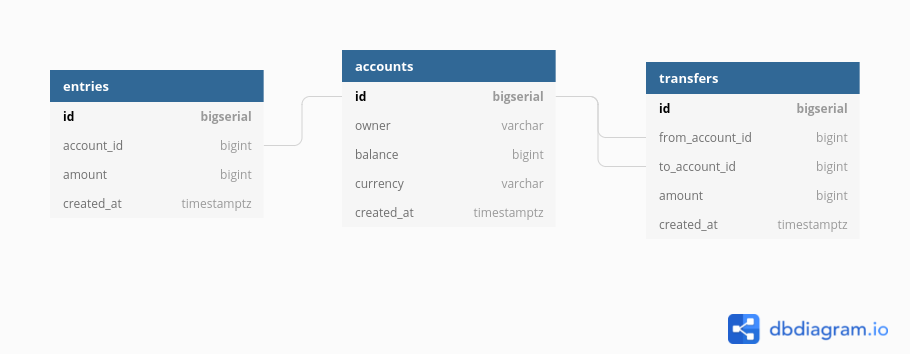 entries
id bigserial
account_id bigint
amount bigint
created_at timestamptz
accounts
id bigserial
owner varchar
balance bigint
currency varchar
created_at timestamptz
transfers
id bigserial
from_account_id bigint
to_account_id bigint
amount bigint
created_at timestamptz
dbdiagram.io